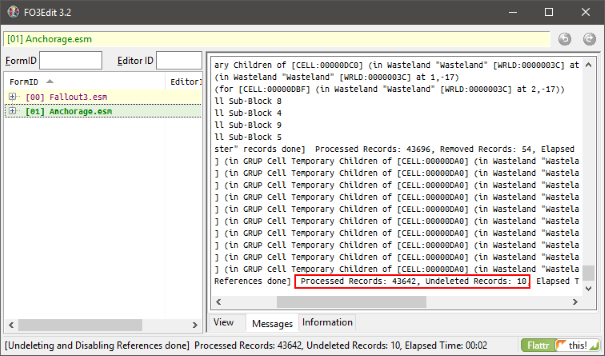 FO3Edit 3.2
[01] Anchorage.esm
FormID
Editor ID
FormID
EditorI
[00] Fallout3.esm
[01] Anchorage.esm
ary Children of [CELL:00000DC0] (in Wasteland "Wasteland" [WRLD:0000003C] at
(in Wasteland "Wasteland" [WRLD:0000003C] at 1,-17)
(for [CELL:00000DBF] (in Wasteland "Wasteland" [WRLD:0000003C] at 2,-17))
ll Sub-Block 8
ll Sub-Block 4
ll Sub-Block 9
ll Sub-Block 5
ster" records done]  Processed Records: 43696, Removed Records: 54, Elapsed
] (in GRUP Cell Temporary Children of [CELL:00000DA0] (in Wasteland "Wastela
] (in GRUP Cell Temporary Children of [CELL:00000DA0] (in Wasteland "Wastela
] (in GRUP Cell Temporary Children of [CELL:00000DA0] (in Wasteland "Wastela
] (in GRUP Cell Temporary Children of [CELL:00000DA0] (in Wasteland "Wastela
] (in GRUP Cell Temporary Children of [CELL:00000DA0] (in Wasteland "Wastela
] (in GRUP Cell Temporary Children of [CELL:00000DA0] (in Wasteland "Wastela
] (in GRUP Cell Temporary Children of [CELL:00000DA0] (in Wasteland "Wastela
] (in GRUP Cell Temporary Children of [CELL:00000DA0] (in Wasteland "Wastela
] (in GRUP Cell Temporary Children of [CELL:00000DA0] (in Wasteland "Wastela
] (in GRUP Cell Temporary Children of [CELL:00000DA0] (in Wasteland "Wastela
References done]  Processed Records: 43642, Undeleted Records: 10, Elapsed T
View
Messages
Information
[Undeleting and Disabling References done]  Processed Records: 43642, Undeleted Records: 10, Elapsed Time: 00:02
Flattr this!